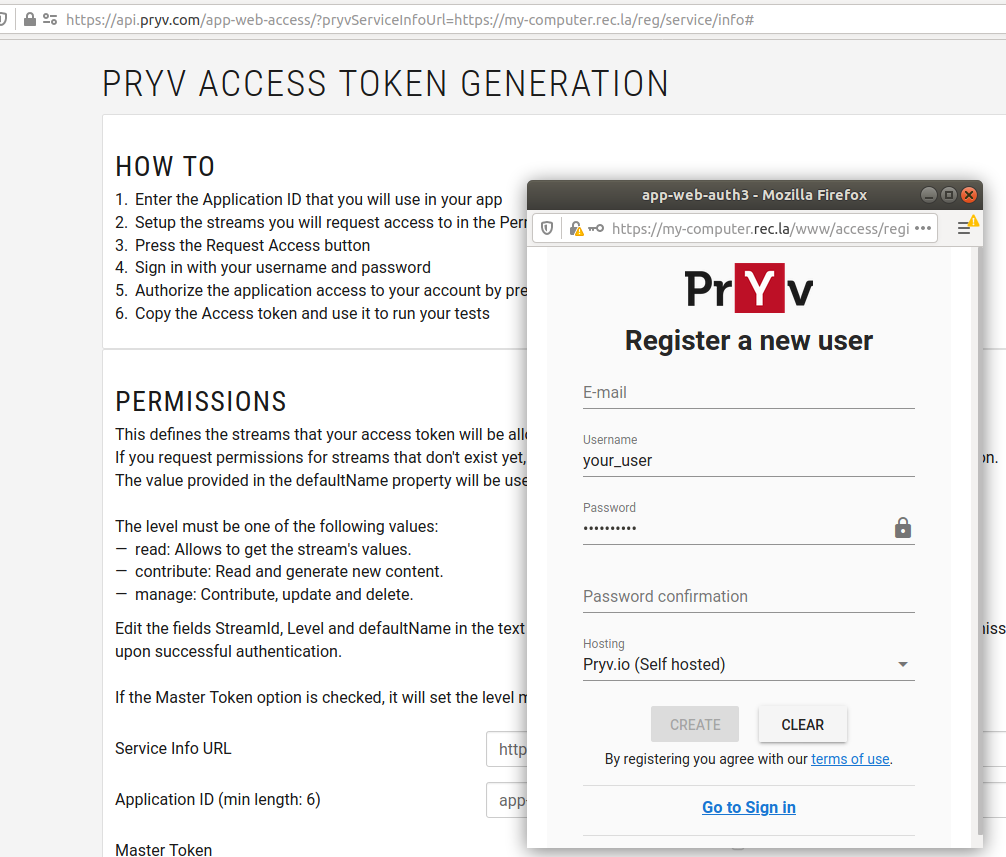 https://api.pryv.com/app-web-access/?pryvServiceInfoUrl=https://my-computer.rec.la/reg/service/info#
PRYV ACCESS TOKEN GENERATION
HOW TO
1. Enter the Application ID that you will use in your app
2. Setup the streams you will request access to in the Per
3. Press the Request Access button
4. Sign in with your username and password
5. Authorize the application access to your account by pre
6. Copy the Access token and use it to run your tests
PERMISSIONS
This defines the streams that your access token will be all
If you request permissions for streams that don't exist yet, on.
The value provided in the defaultName property will be use
The level must be one of the following values:
— read: Allows to get the stream's values.
— contribute: Read and generate new content.
— manage: Contribute, update and delete.
Edit the fields StreamId, Level and defaultName in the text miss
upon successful authentication.
If the Master Token option is checked, it will set the level m
Service Info URL
http
Application ID (min length: 6)
app-
Master Token
app-web-auth3 - Mozilla Firefox
https://my-computer.rec.la/www/access/regi
Pryv
Register a new user
E-mail
Username
your_user
Password
••••••••••
Password confirmation
Hosting
Pryv.io (Self hosted)
CREATE
CLEAR
By registering you agree with our terms of use.
Go to Sign in